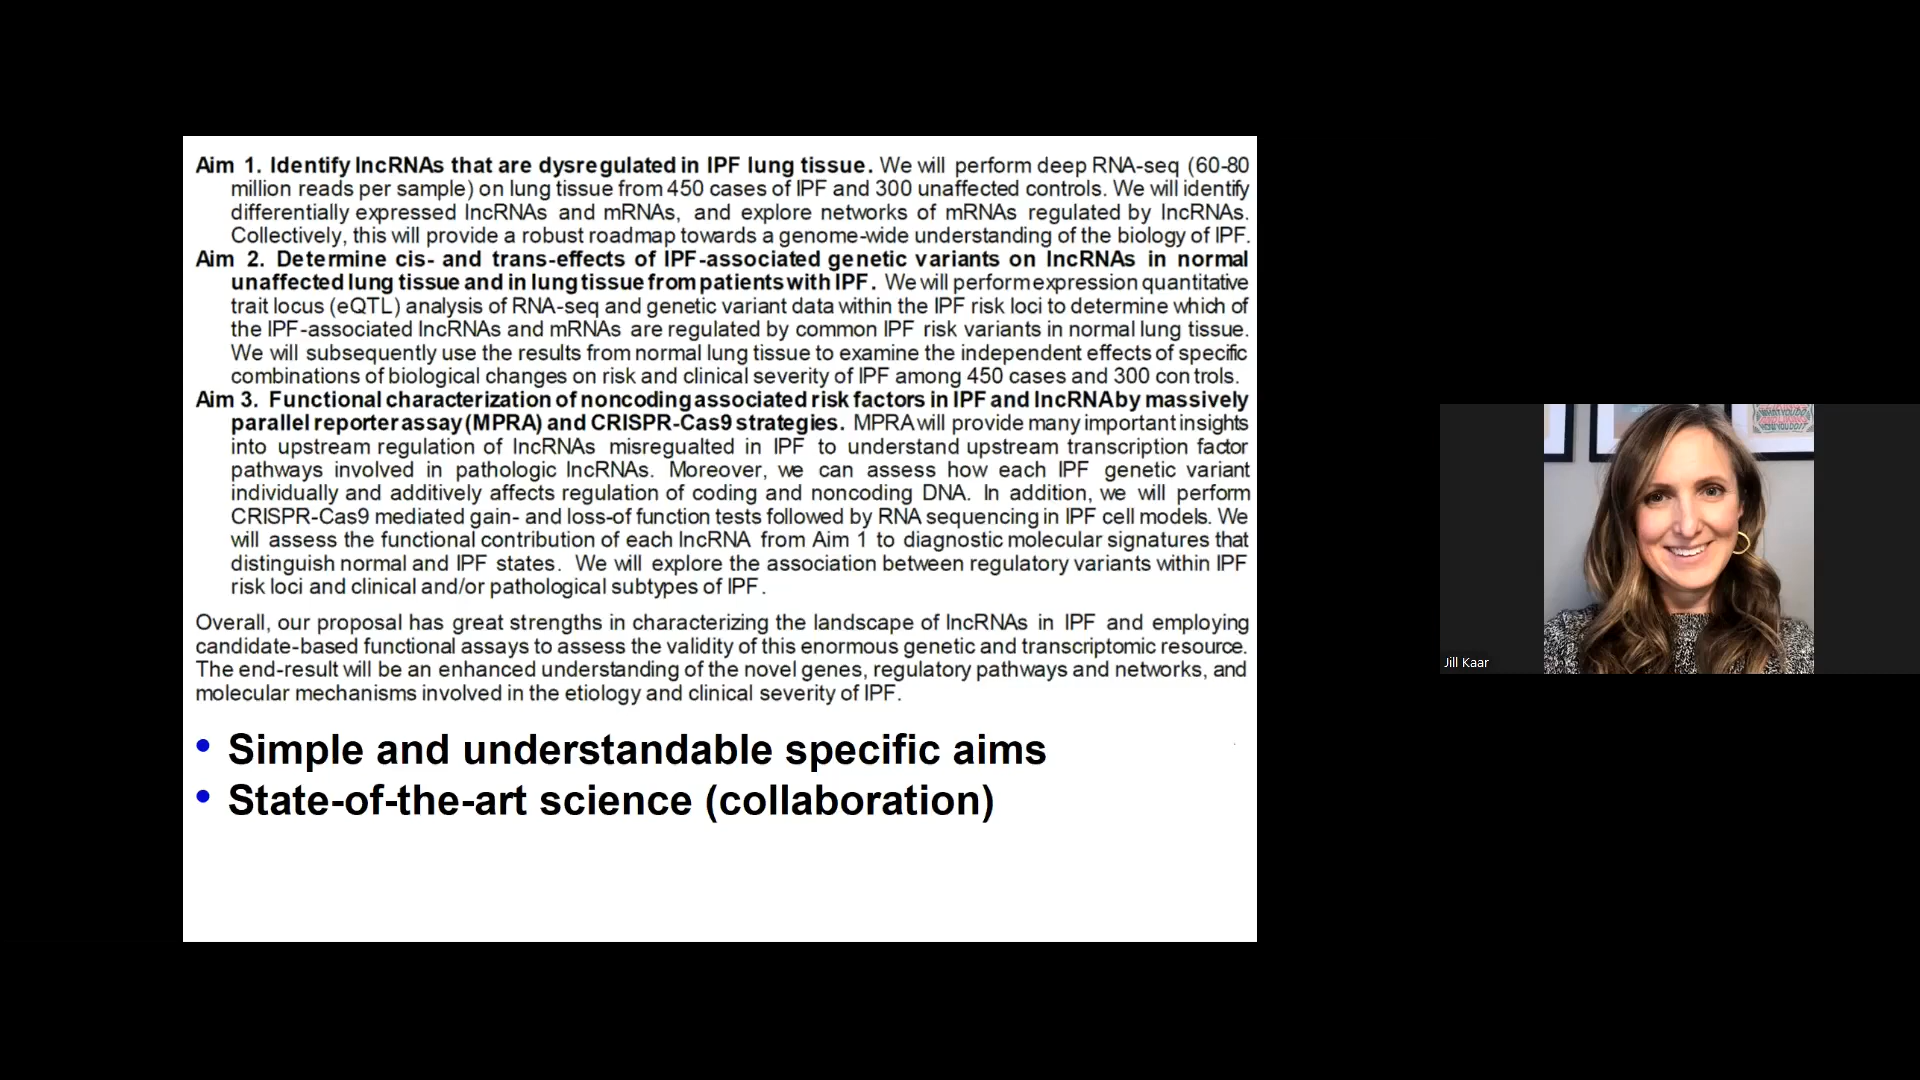 Aim 1. Identify lncRNAs that are dysregulated in IPF lung tissue. We will perform deep RNA-seq (60-80
million reads per sample) on lung tissue from 450 cases of IPF and 300 unaffected controls. We will identify
differentially expressed lncRNAs and mRNAs, and explore networks of mRNAs regulated by lncRNAs.
Collectively, this will provide a robust roadmap towards a genome-wide understanding of the biology of IPF.
Aim 2. Determine cis- and trans-effects of IPF-associated genetic variants on lncRNAs in normal
unaffected lung tissue and in lung tissue from patients with IPF. We will perform expression quantitative
trait locus (eQTL) analysis of RNA-seq and genetic variant data within the IPF risk loci to determine which of
the IPF-associated lncRNAs and mRNAs are regulated by common IPF risk variants in normal lung tissue.
We will subsequently use the results from normal lung tissue to examine the independent effects of specific
combinations of biological changes on risk and clinical severity of IPF among 450 cases and 300 controls.
Aim 3. Functional characterization of noncoding associated risk factors in IPF and lncRNA by massively
parallel reporter assay (MPRA) and CRISPR-Cas9 strategies. MPRA will provide many important insights
into upstream regulation of lncRNAs misregualted in IPF to understand upstream transcription factor
pathways involved in pathologic lncRNAs. Moreover, we can assess how each IPF genetic variant
individually and additively affects regulation of coding and noncoding DNA. In addition, we will perform
CRISPR-Cas9 mediated gain- and loss-of function tests followed by RNA sequencing in IPF cell models. We
will assess the functional contribution of each lncRNA from Aim 1 to diagnostic molecular signatures that
distinguish normal and IPF states. We will explore the association between regulatory variants within IPF
risk loci and clinical and/or pathological subtypes of IPF.
Overall, our proposal has great strengths in characterizing the landscape of lncRNAs in IPF and employing
candidate-based functional assays to assess the validity of this enormous genetic and transcriptomic resource.
The end-result will be an enhanced understanding of the novel genes, regulatory pathways and networks, and
molecular mechanisms involved in the etiology and clinical severity of IPF.
• Simple and understandable specific aims
• State-of-the-art science (collaboration)
Jill Kaar